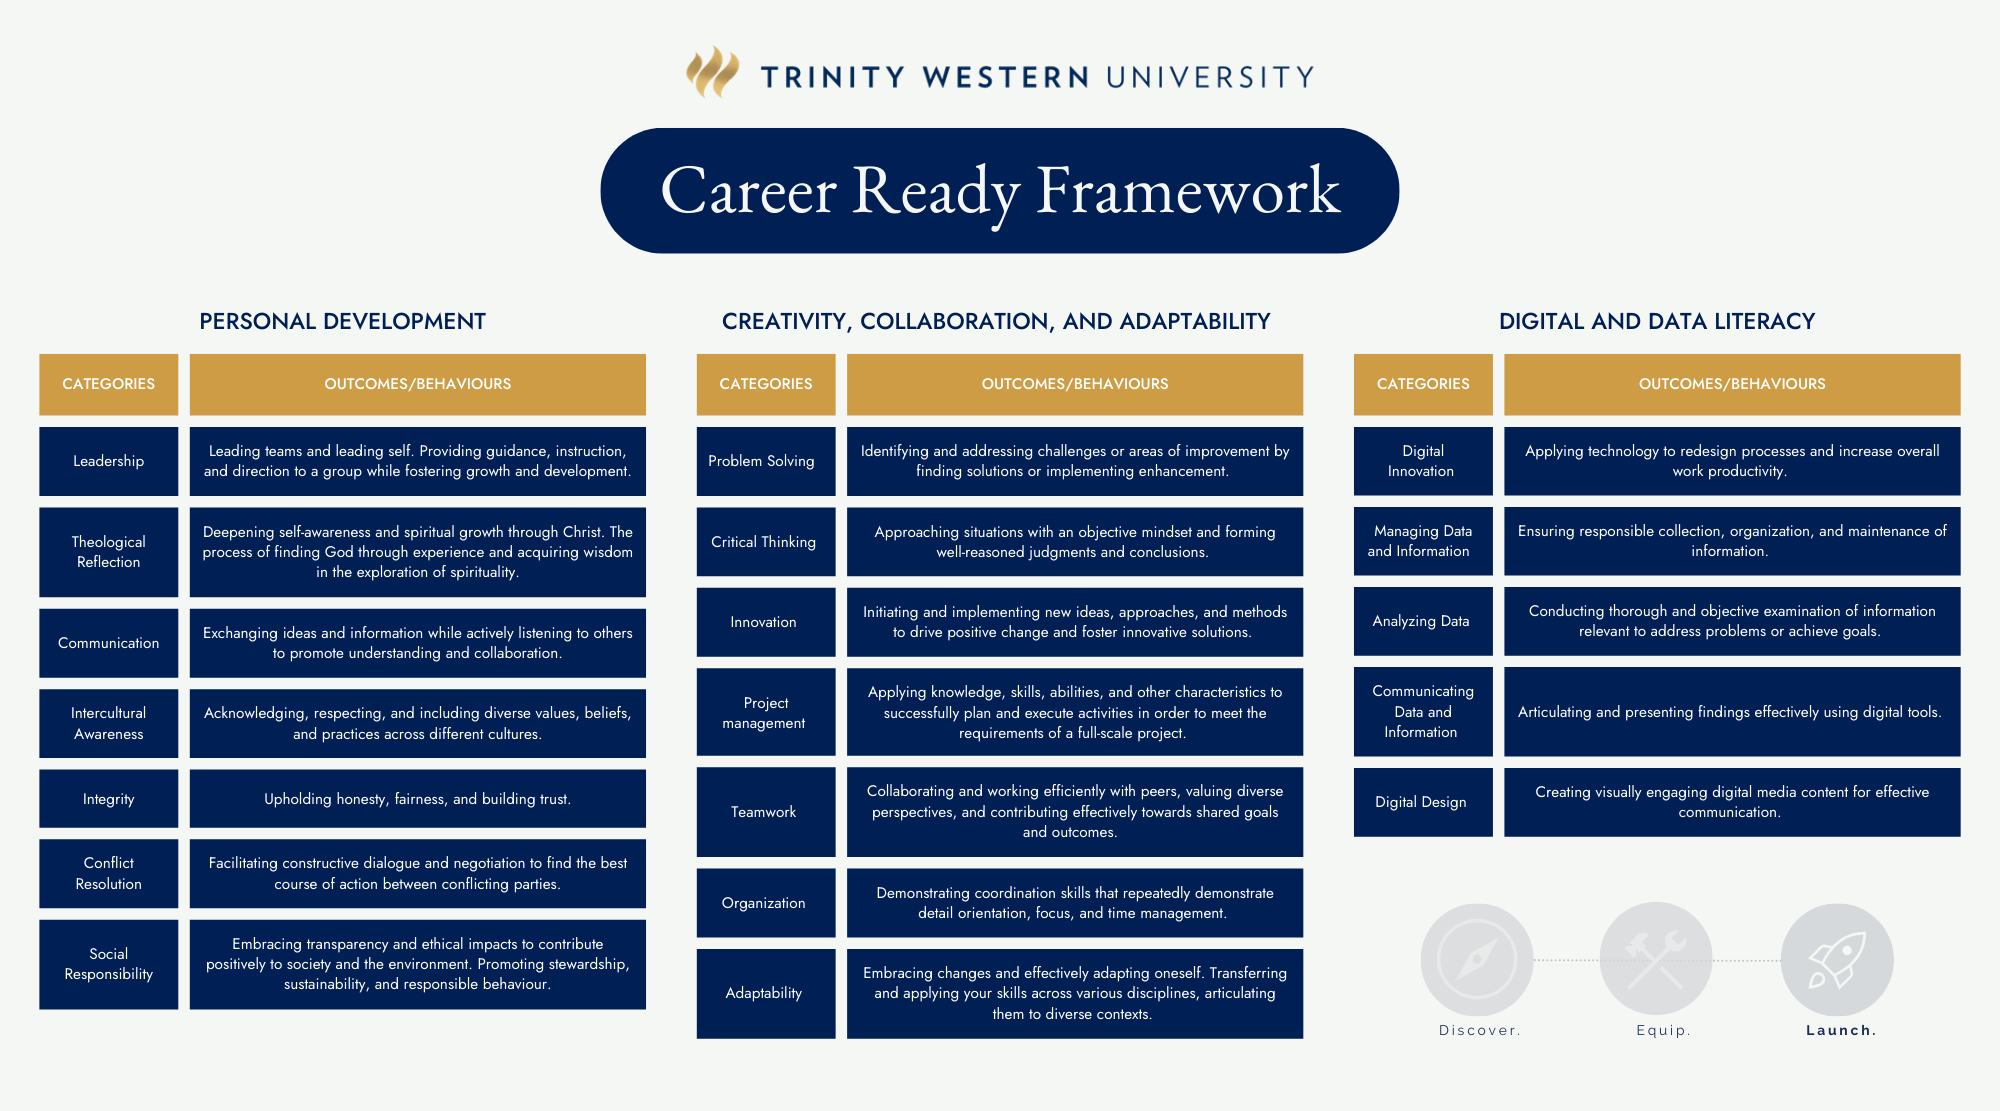 TRINITY WESTERN UNIVERSITY
Career Ready Framework
PERSONAL DEVELOPMENT
CATEGORIES
OUTCOMES/BEHAVIOURS
Leadership
Leading teams and leading self. Providing guidance, instruction,
and direction to a group while fostering growth and development.
Theological
Reflection
Deepening self-awareness and spiritual growth through Christ. The
process of finding God through experience and acquiring wisdom
in the exploration of spirituality.
Communication
Exchanging ideas and information while actively listening to others
to promote understanding and collaboration.
Intercultural
Awareness
Acknowledging, respecting, and including diverse values, beliefs,
and practices across different cultures.
Integrity
Upholding honesty, fairness, and building trust.
Conflict
Resolution
Facilitating constructive dialogue and negotiation to find the best
course of action between conflicting parties.
Social
Responsibility
Embracing transparency and ethical impacts to contribute
positively to society and the environment. Promoting stewardship,
sustainability, and responsible behaviour.
CREATIVITY, COLLABORATION, AND ADAPTABILITY
CATEGORIES
OUTCOMES/BEHAVIOURS
Problem Solving
Identifying and addressing challenges or areas of improvement by
finding solutions or implementing enhancement.
Critical Thinking
Approaching situations with an objective mindset and forming
well-reasoned judgments and conclusions.
Innovation
Initiating and implementing new ideas, approaches, and methods
to drive positive change and foster innovative solutions.
Project
management
Applying knowledge, skills, abilities, and other characteristics to
successfully plan and execute activities in order to meet the
requirements of a full-scale project.
Teamwork
Collaborating and working efficiently with peers, valuing diverse
perspectives, and contributing effectively towards shared goals
and outcomes.
Organization
Demonstrating coordination skills that repeatedly demonstrate
detail orientation, focus, and time management.
Adaptability
Embracing changes and effectively adapting oneself. Transferring
and applying your skills across various disciplines, articulating
them to diverse contexts.
DIGITAL AND DATA LITERACY
CATEGORIES
OUTCOMES/BEHAVIOURS
Digital
Innovation
Applying technology to redesign processes and increase overall
work productivity.
Managing Data
and Information
Ensuring responsible collection, organization, and maintenance of
information.
Analyzing Data
Conducting thorough and objective examination of information
relevant to address problems or achieve goals.
Communicating
Data and
Information
Articulating and presenting findings effectively using digital tools.
Digital Design
Creating visually engaging digital media content for effective
communication.
Discover.
Equip.
Launch.